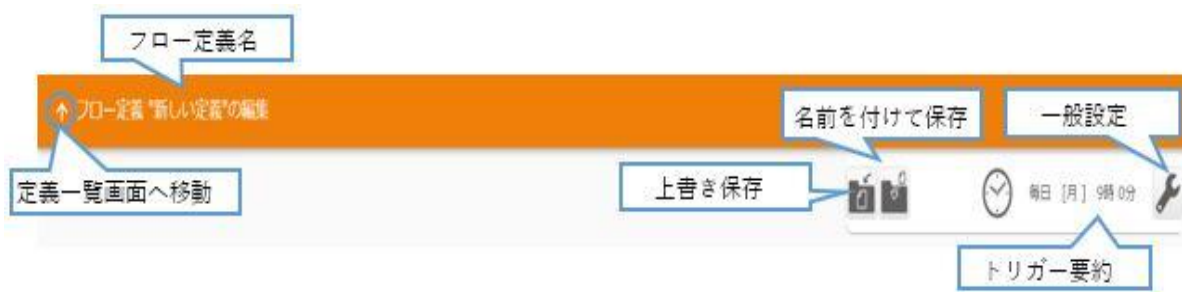 フロー定義名
フロー定義 "新しい定義"の編集
名前を付けて保存
一般設定
定義一覧画面へ移動
上書き保存
毎日 [月] 9時0分
トリガー要約